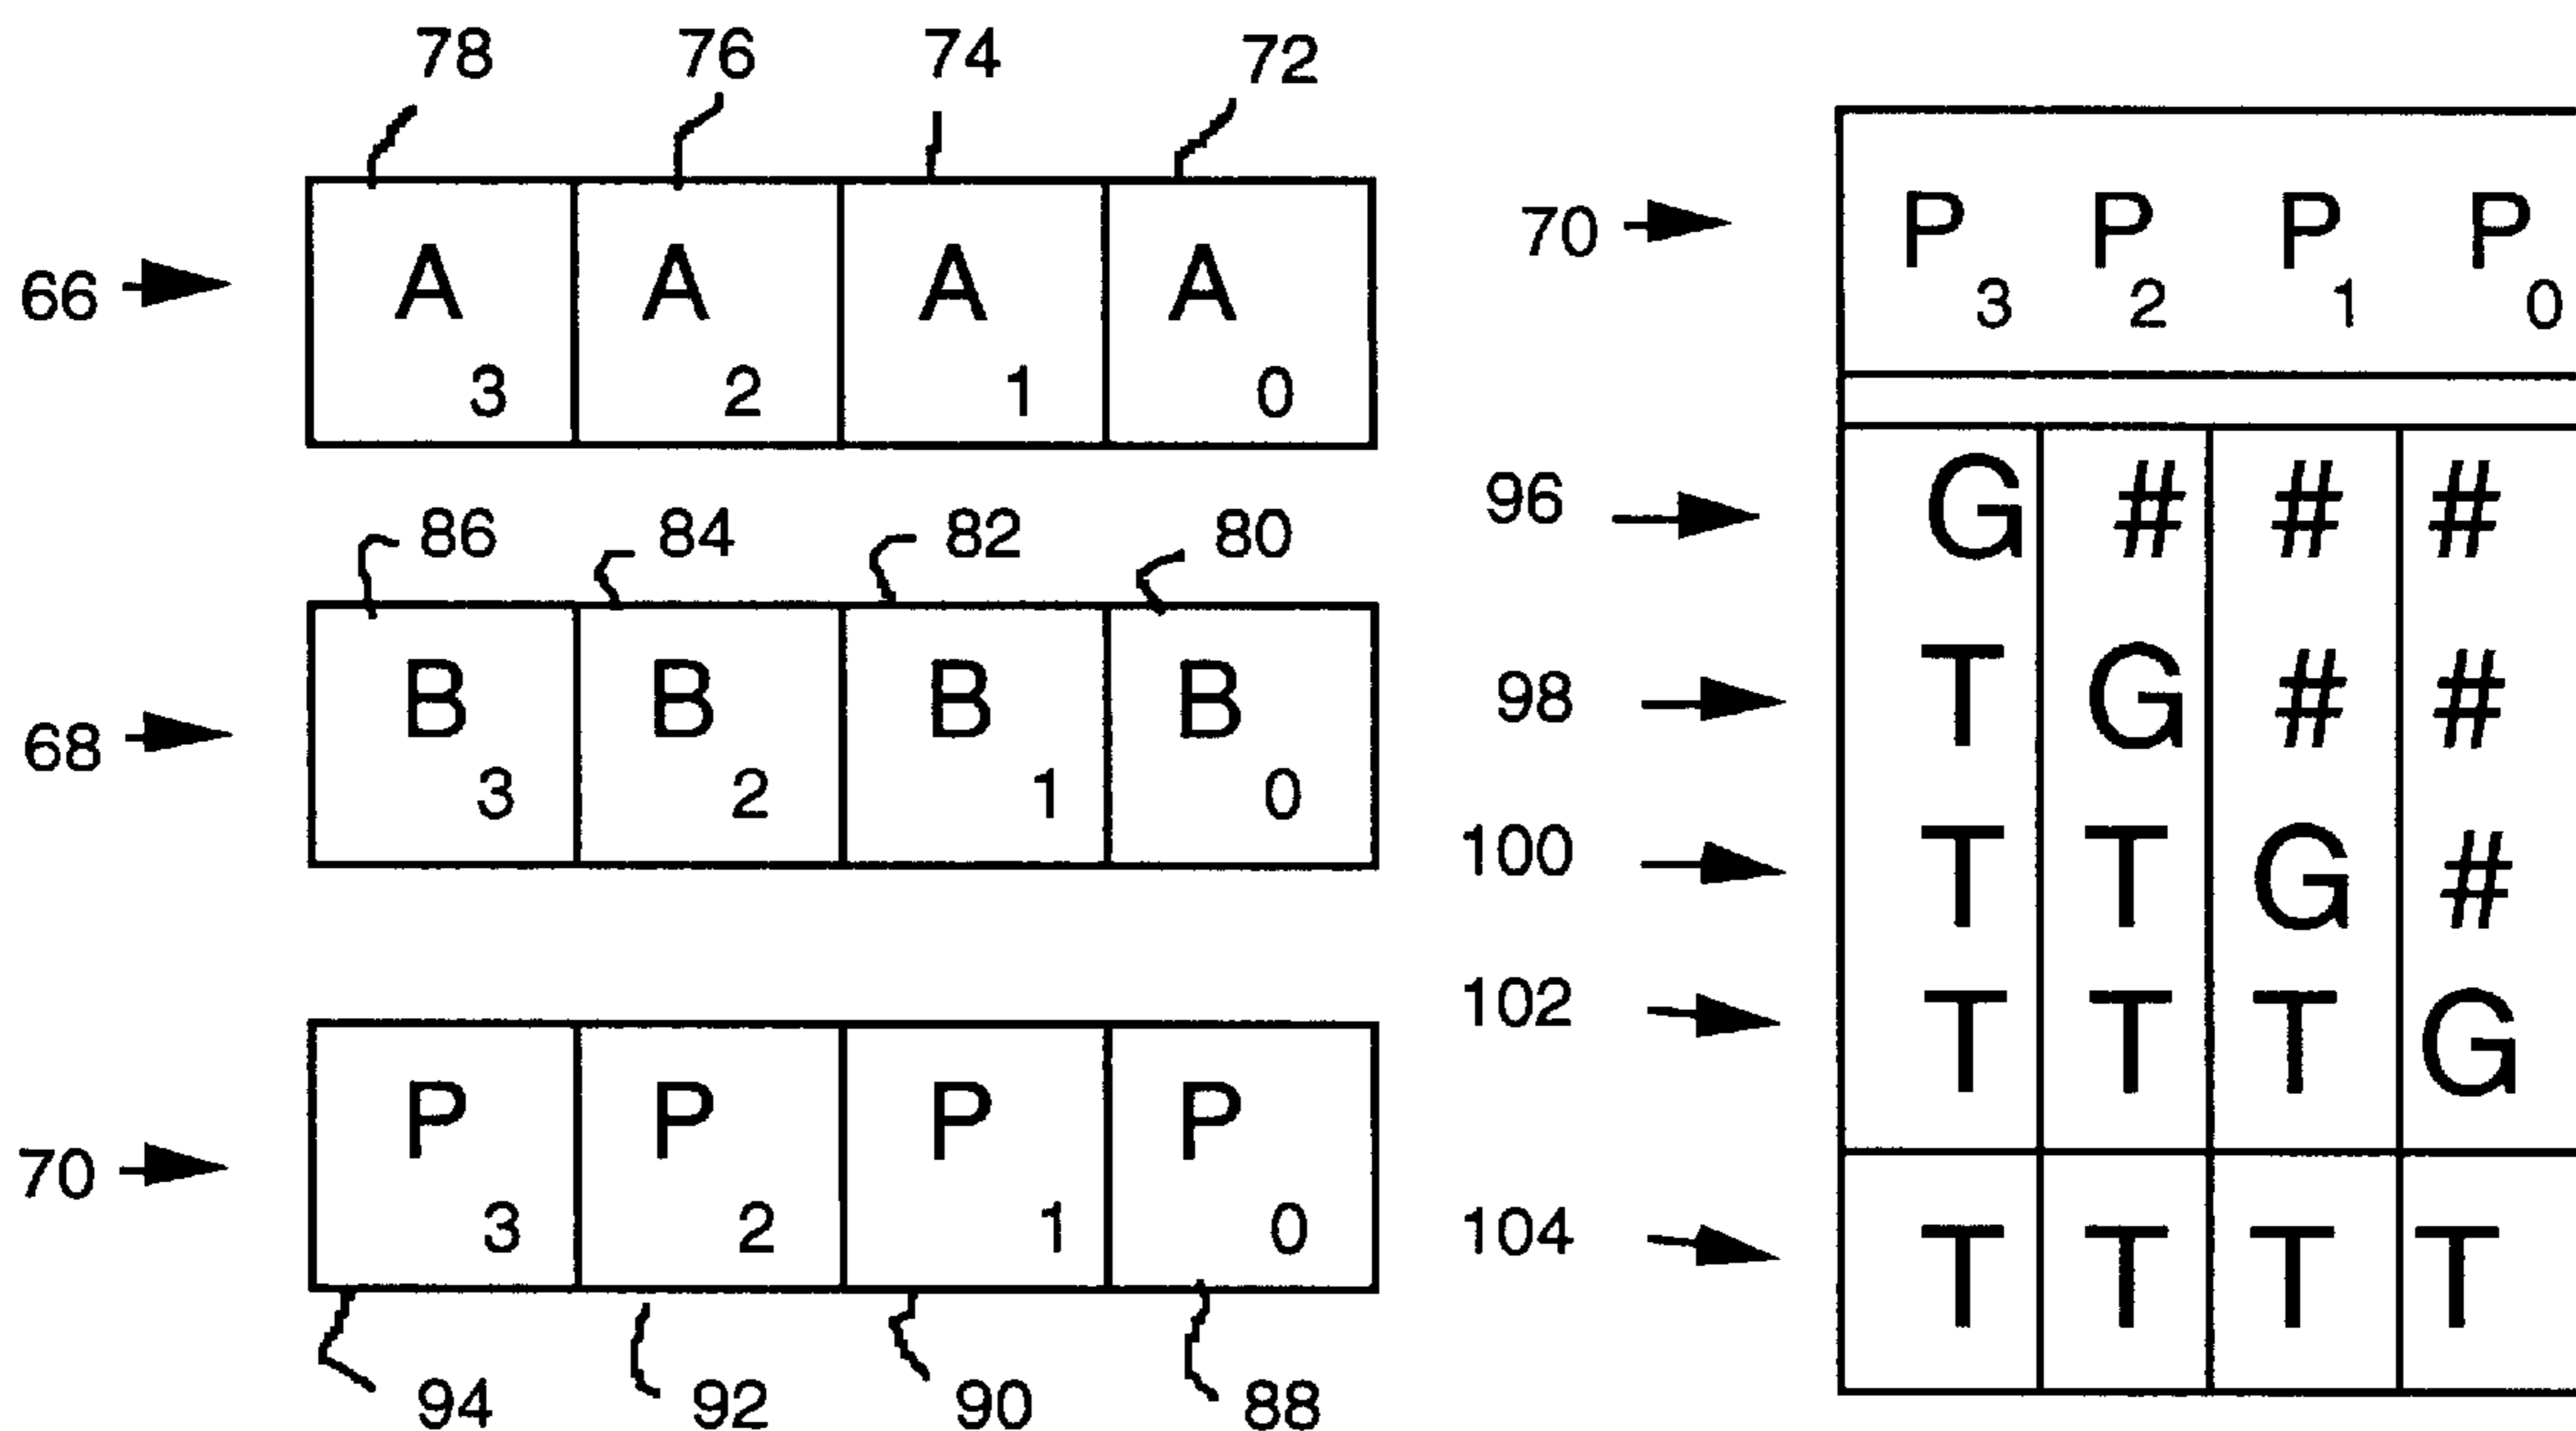 78 76 74 72
66 A3 A2 A1 A0
86 84 82 80
68 B3 B2 B1 B0
70 P3 P2 P1 P0
94 92 90 88
70 P3 P2 P1 P0
96 G # # #
98 T G # #
100 T T G #
102 T T T G
104 T T T T